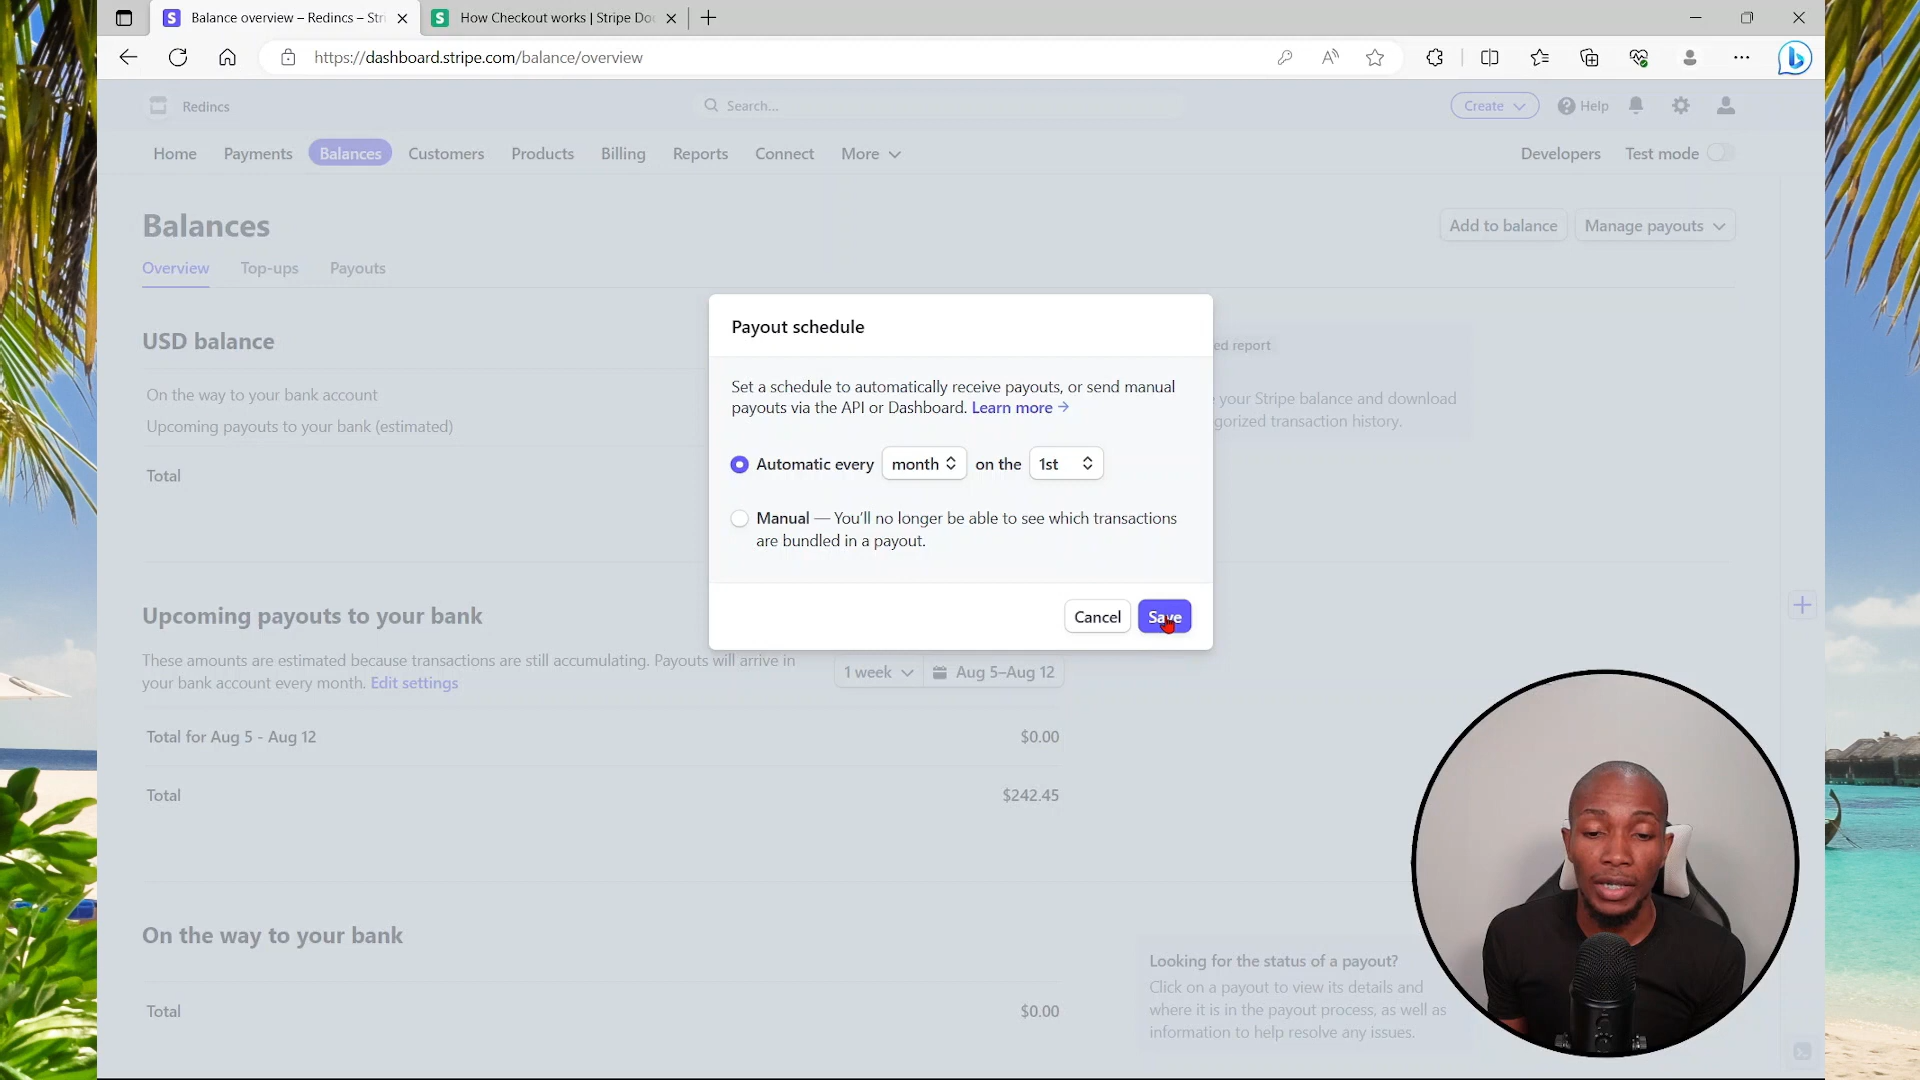 Balance overview – Redincs – Str
How Checkout works | Stripe Do
https://dashboard.stripe.com/balance/overview
Redincs
Search...
Create
Help
Home
Payments
Balances
Customers
Products
Billing
Reports
Connect
More
Developers
Test mode
Balances
Add to balance
Manage payouts
Overview
Top-ups
Payouts
USD balance
On the way to your bank account
Upcoming payouts to your bank (estimated)
Total
ed report
your Stripe balance and download
gorized transaction history.
Payout schedule
Set a schedule to automatically receive payouts, or send manual
payouts via the API or Dashboard. Learn more →
Automatic every month on the 1st
Manual — You'll no longer be able to see which transactions
are bundled in a payout.
Cancel
Save
Upcoming payouts to your bank
These amounts are estimated because transactions are still accumulating. Payouts will arrive in
your bank account every month. Edit settings
1 week
Aug 5–Aug 12
Total for Aug 5 - Aug 12 $0.00
Total $242.45
On the way to your bank
Total $0.00
Looking for the status of a payout?
Click on a payout to view its details and
where it is in the payout process, as well as
information to help resolve any issues.